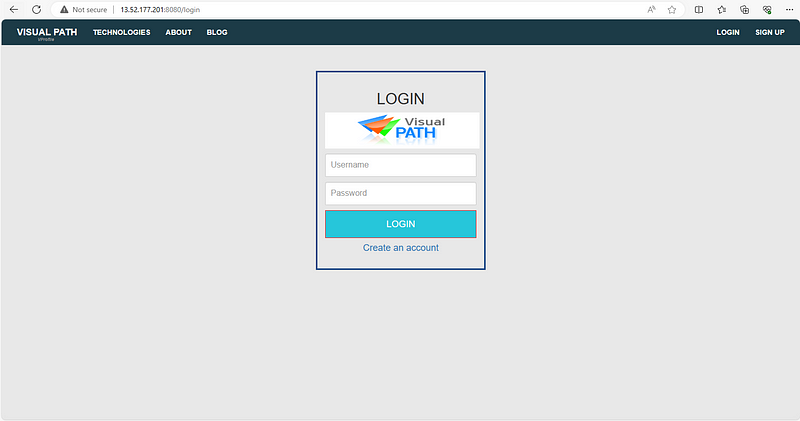 Not secure 13.52.177.201:8080/login
VISUAL PATH TECHNOLOGIES ABOUT BLOG LOGIN SIGN UP
LOGIN
Visual
PATH
Username
Password
LOGIN
Create an account